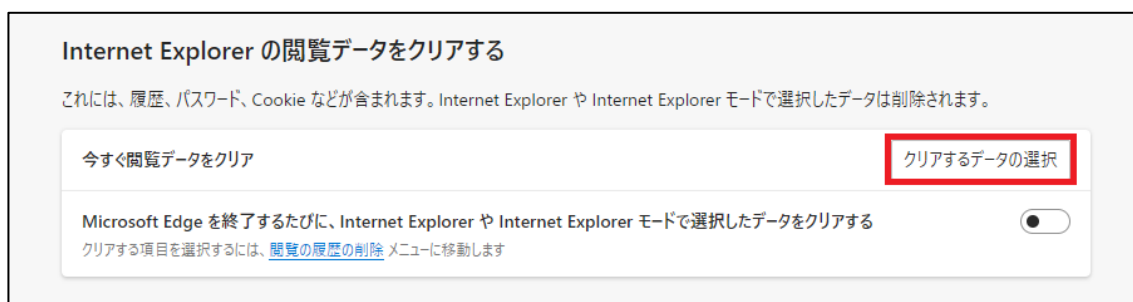 Internet Explorer の閲覧データをクリアする
これには、履歴、パスワード、Cookie などが含まれます。Internet Explorer や Internet Explorer モードで選択したデータは削除されます。
今すぐ閲覧データをクリア
クリアするデータの選択
Microsoft Edge を終了するたびに、Internet Explorer や Internet Explorer モードで選択したデータをクリアする
クリアする項目を選択するには、閲覧の履歴の削除 メニューに移動します